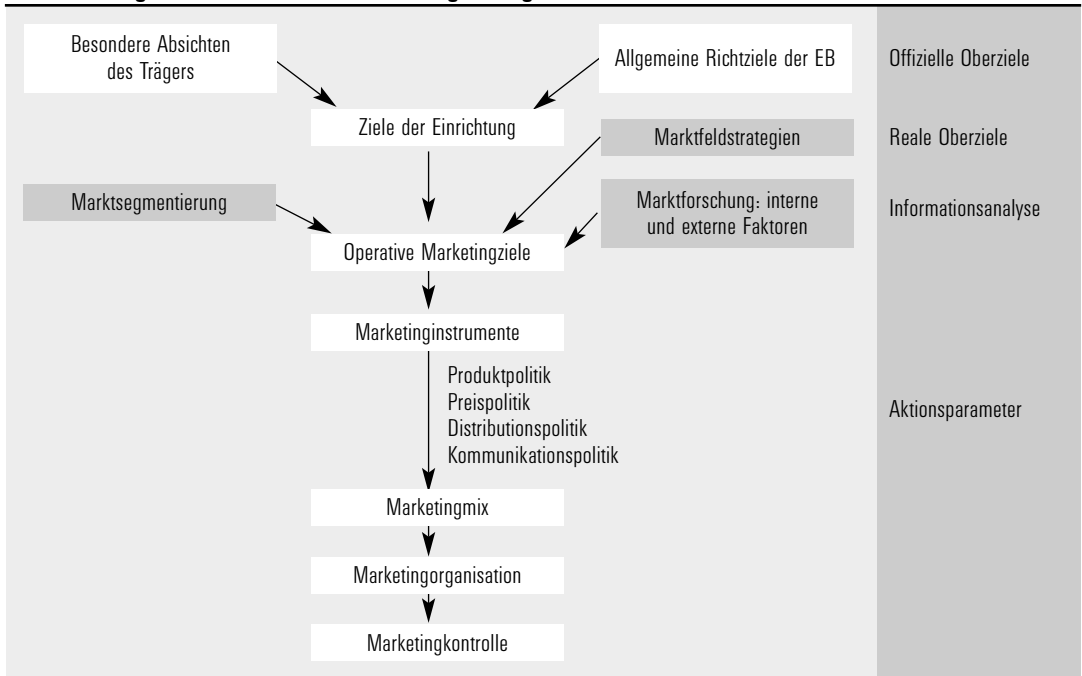 Besondere Absichten
des Trägers
Allgemeine Richtziele der EB
Offizielle Oberziele
Ziele der Einrichtung
Marktfeldstrategien
Reale Oberziele
Marktsegmentierung
Marktforschung: interne
und externe Faktoren
Informationsanalyse
Operative Marketingziele
Marketinginstrumente
Produktpolitik
Preispolitik
Distributionspolitik
Kommunikationspolitik
Aktionsparameter
Marketingmix
Marketingorganisation
Marketingkontrolle